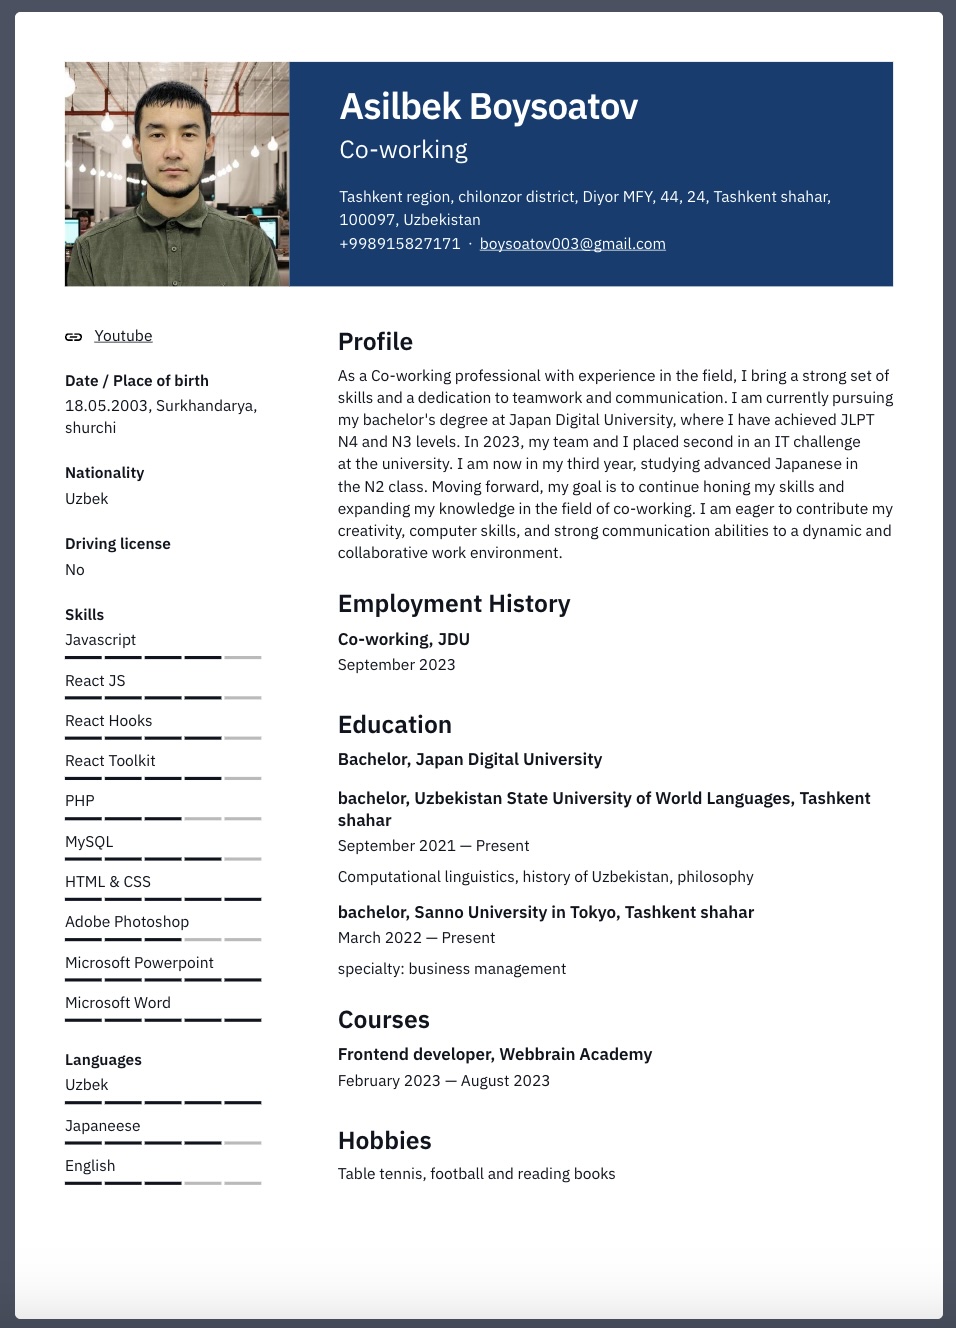 Asilbek Boysoatov
Co-working
Tashkent region, chilonzor district, Diyor MFY, 44, 24, Tashkent shahar,
100097, Uzbekistan
+998915827171 · boysoatov003@gmail.com
Youtube
Date / Place of birth
18.05.2003, Surkhandarya,
shurchi
Nationality
Uzbek
Driving license
No
Skills
Javascript
React JS
React Hooks
React Toolkit
PHP
MySQL
HTML & CSS
Adobe Photoshop
Microsoft Powerpoint
Microsoft Word
Languages
Uzbek
Japaneese
English
Profile
As a Co-working professional with experience in the field, I bring a strong set of
skills and a dedication to teamwork and communication. I am currently pursuing
my bachelor's degree at Japan Digital University, where I have achieved JLPT
N4 and N3 levels. In 2023, my team and I placed second in an IT challenge
at the university. I am now in my third year, studying advanced Japanese in
the N2 class. Moving forward, my goal is to continue honing my skills and
expanding my knowledge in the field of co-working. I am eager to contribute my
creativity, computer skills, and strong communication abilities to a dynamic and
collaborative work environment.
Employment History
Co-working, JDU
September 2023
Education
Bachelor, Japan Digital University
bachelor, Uzbekistan State University of World Languages, Tashkent
shahar
September 2021 — Present
Computational linguistics, history of Uzbekistan, philosophy
bachelor, Sanno University in Tokyo, Tashkent shahar
March 2022 — Present
specialty: business management
Courses
Frontend developer, Webbrain Academy
February 2023 — August 2023
Hobbies
Table tennis, football and reading books